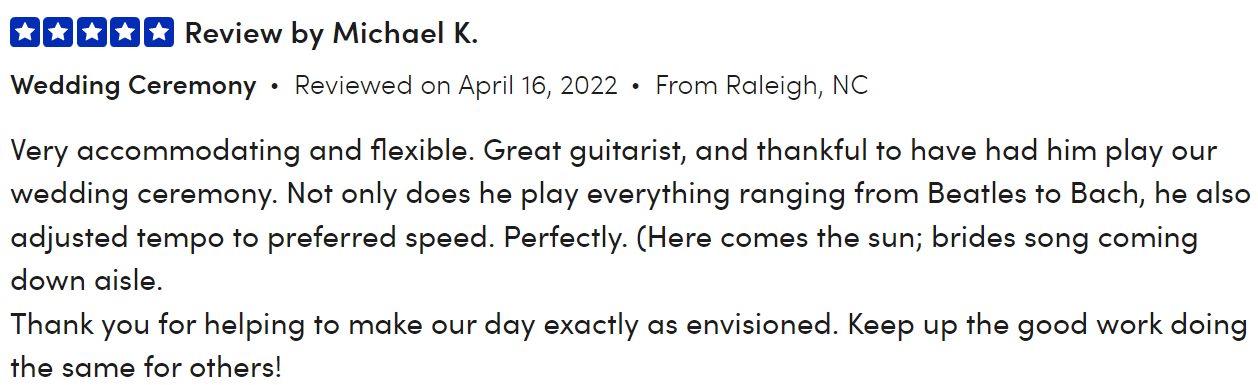 Review by Michael K.
Wedding Ceremony • Reviewed on April 16, 2022 • From Raleigh, NC
Very accommodating and flexible. Great guitarist, and thankful to have had him play our
wedding ceremony. Not only does he play everything ranging from Beatles to Bach, he also
adjusted tempo to preferred speed. Perfectly. (Here comes the sun; brides song coming
down aisle.
Thank you for helping to make our day exactly as envisioned. Keep up the good work doing
the same for others!